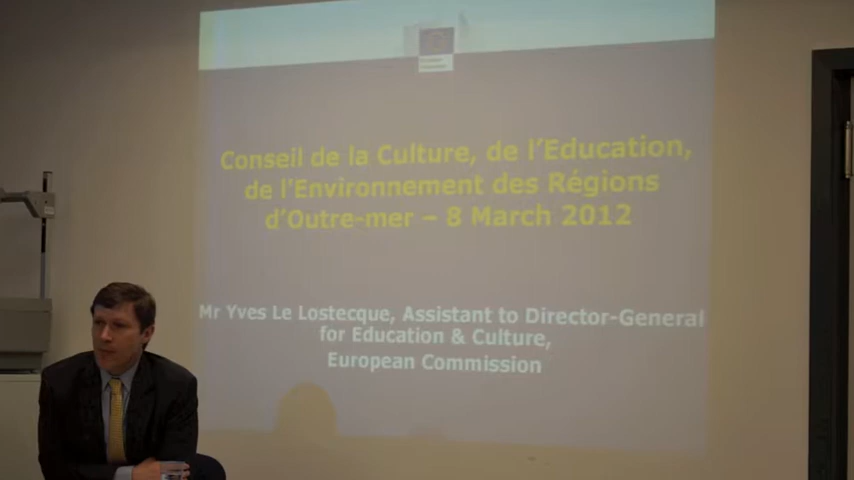 Conseil de la Culture, de l'Education,
de l'Environnement des Régions
d'Outre-mer – 8 March 2012
Mr Yves Le Lostecque, Assistant to Director-General
for Education & Culture,
European Commission